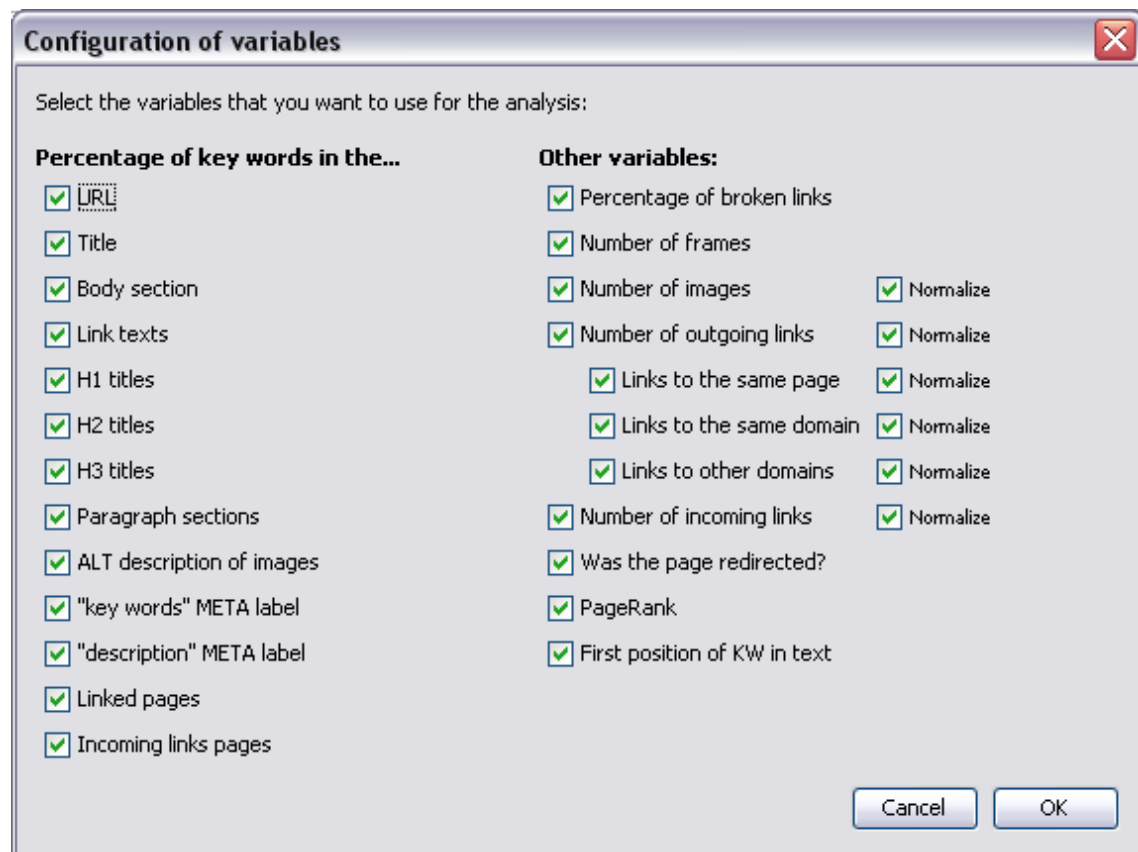 Configuration of variables
Select the variables that you want to use for the analysis:
Percentage of key words in the...
URL
Title
Body section
Link texts
H1 titles
H2 titles
H3 titles
Paragraph sections
ALT description of images
"key words" META label
"description" META label
Linked pages
Incoming links pages
Other variables:
Percentage of broken links
Number of frames
Number of images Normalize
Number of outgoing links Normalize
Links to the same page Normalize
Links to the same domain Normalize
Links to other domains Normalize
Number of incoming links Normalize
Was the page redirected?
PageRank
First position of KW in text
Cancel OK